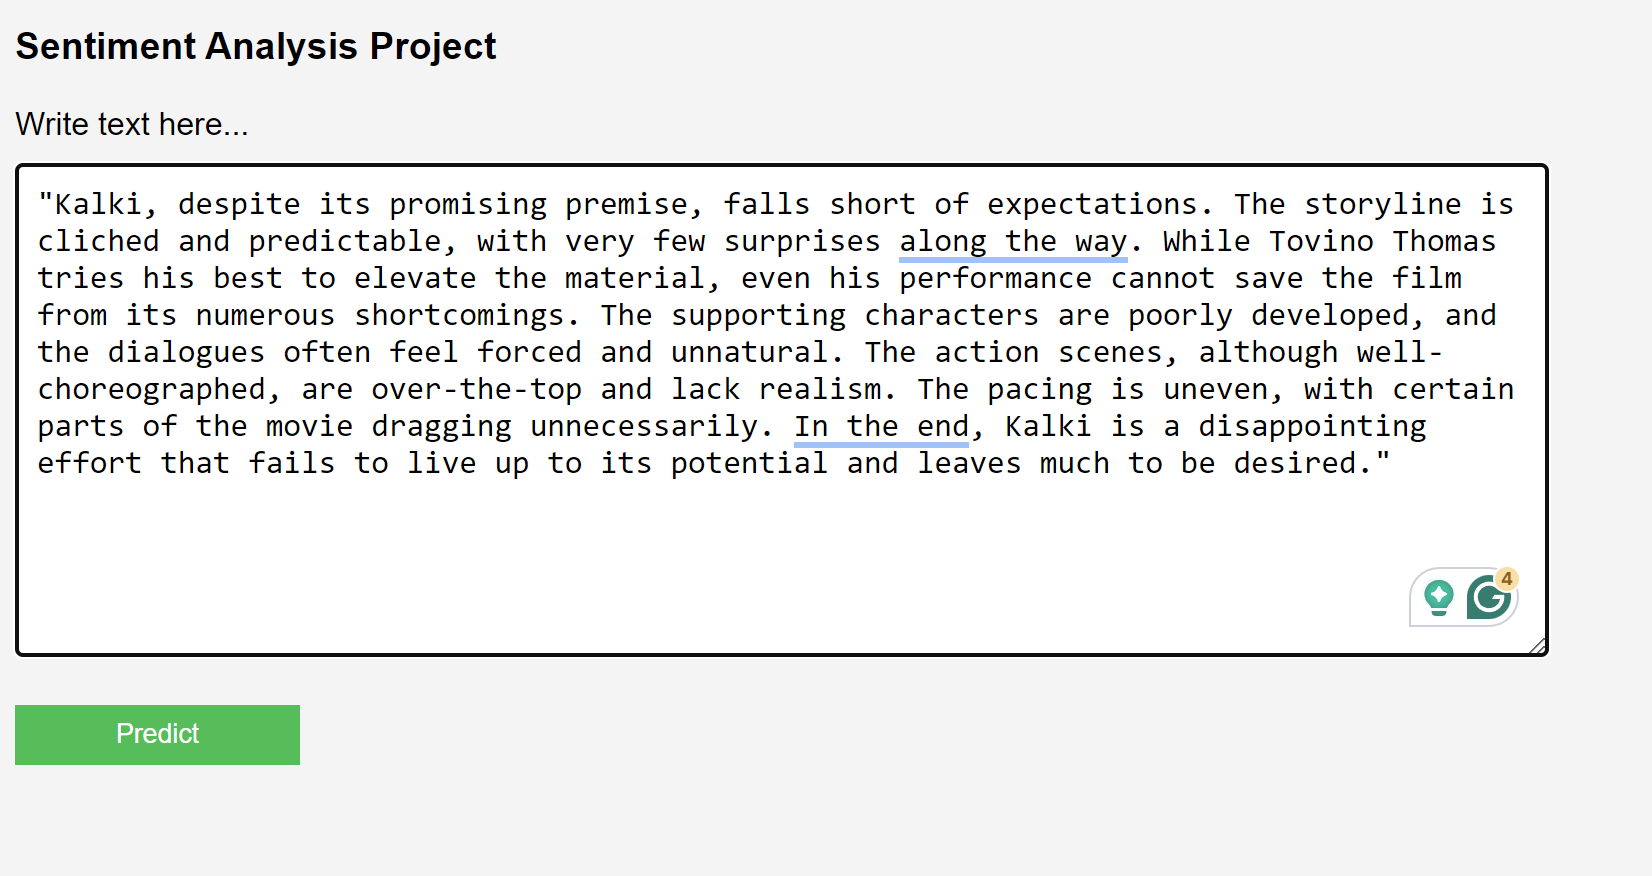 Sentiment Analysis Project
Write text here...
"Kalki, despite its promising premise, falls short of expectations. The storyline is
cliched and predictable, with very few surprises along the way. While Tovino Thomas
tries his best to elevate the material, even his performance cannot save the film
from its numerous shortcomings. The supporting characters are poorly developed, and
the dialogues often feel forced and unnatural. The action scenes, although well-
choreographed, are over-the-top and lack realism. The pacing is uneven, with certain
parts of the movie dragging unnecessarily. In the end, Kalki is a disappointing
effort that fails to live up to its potential and leaves much to be desired."
4
Predict